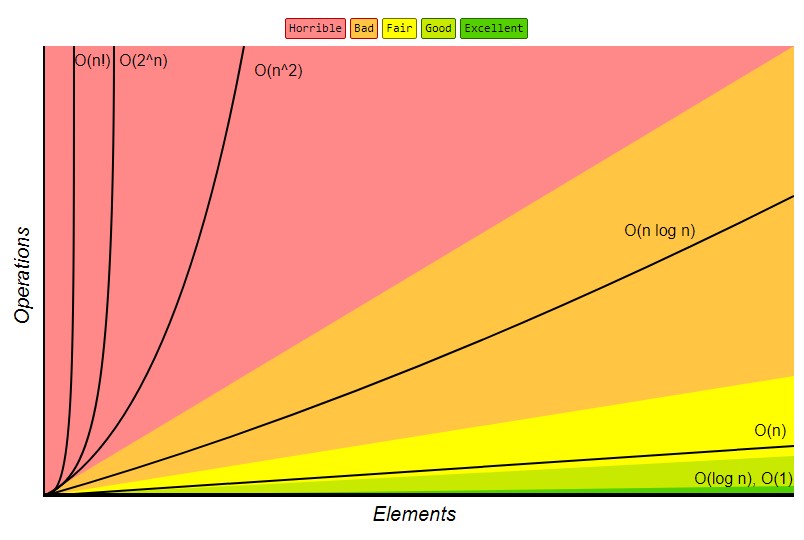 Horrible Bad Fair Good Excellent
O(n!) O(2^n)
O(n^2)
O(n log n)
O(n)
O(log n), O(1)
Operations
Elements